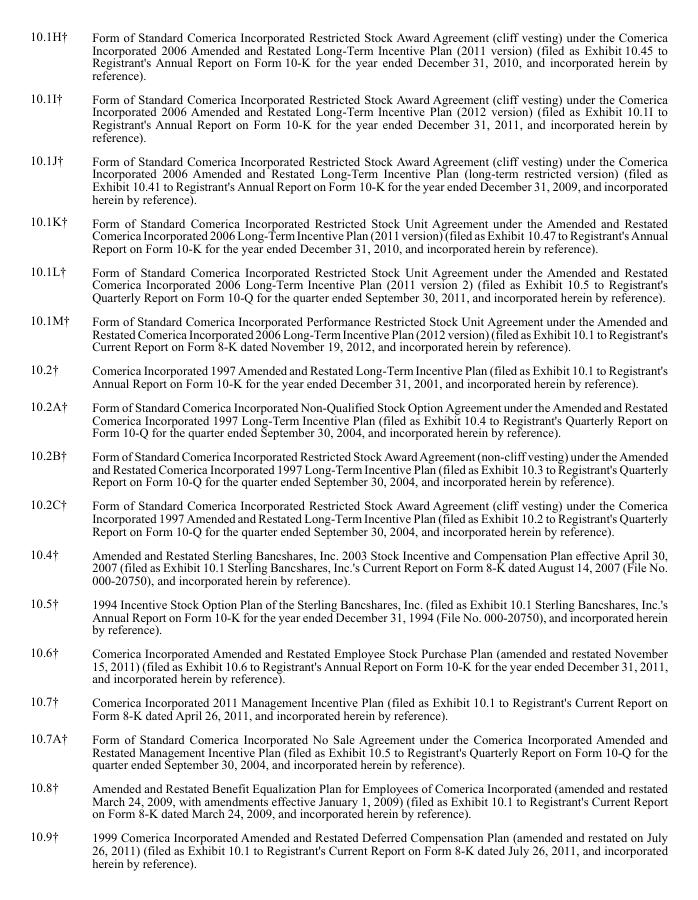 10.1H† Form of Standard Comerica Incorporated Restricted Stock Award Agreement (cliff vesting) under the Comerica
Incorporated 2006 Amended and Restated Long-Term Incentive Plan (2011 version) (filed as Exhibit 10.45 to
Registrant's Annual Report on Form 10-K for the year ended December 31, 2010, and incorporated herein by
reference).
10.1I† Form of Standard Comerica Incorporated Restricted Stock Award Agreement (cliff vesting) under the Comerica
Incorporated 2006 Amended and Restated Long-Term Incentive Plan (2012 version) (filed as Exhibit 10.1I to
Registrant's Annual Report on Form 10-K for the year ended December 31, 2011, and incorporated herein by
reference).
10.1J† Form of Standard Comerica Incorporated Restricted Stock Award Agreement (cliff vesting) under the Comerica
Incorporated 2006 Amended and Restated Long-Term Incentive Plan (long-term restricted version) (filed as
Exhibit 10.41 to Registrant's Annual Report on Form 10-K for the year ended December 31, 2009, and incorporated
herein by reference).
10.1K† Form of Standard Comerica Incorporated Restricted Stock Unit Agreement under the Amended and Restated
Comerica Incorporated 2006 Long-Term Incentive Plan (2011 version) (filed as Exhibit 10.47 to Registrant's Annual
Report on Form 10-K for the year ended December 31, 2010, and incorporated herein by reference).
10.1L† Form of Standard Comerica Incorporated Restricted Stock Unit Agreement under the Amended and Restated
Comerica Incorporated 2006 Long-Term Incentive Plan (2011 version 2) (filed as Exhibit 10.5 to Registrant's
Quarterly Report on Form 10-Q for the quarter ended September 30, 2011, and incorporated herein by reference).
10.1M† Form of Standard Comerica Incorporated Performance Restricted Stock Unit Agreement under the Amended and
Restated Comerica Incorporated 2006 Long-Term Incentive Plan (2012 version) (filed as Exhibit 10.1 to Registrant's
Current Report on Form 8-K dated November 19, 2012, and incorporated herein by reference).
10.2† Comerica Incorporated 1997 Amended and Restated Long-Term Incentive Plan (filed as Exhibit 10.1 to Registrant's
Annual Report on Form 10-K for the year ended December 31, 2001, and incorporated herein by reference).
10.2A† Form of Standard Comerica Incorporated Non-Qualified Stock Option Agreement under the Amended and Restated
Comerica Incorporated 1997 Long-Term Incentive Plan (filed as Exhibit 10.4 to Registrant's Quarterly Report on
Form 10-Q for the quarter ended September 30, 2004, and incorporated herein by reference).
10.2B† Form of Standard Comerica Incorporated Restricted Stock Award Agreement (non-cliff vesting) under the Amended
and Restated Comerica Incorporated 1997 Long-Term Incentive Plan (filed as Exhibit 10.3 to Registrant's Quarterly
Report on Form 10-Q for the quarter ended September 30, 2004, and incorporated herein by reference).
10.2C† Form of Standard Comerica Incorporated Restricted Stock Award Agreement (cliff vesting) under the Comerica
Incorporated 1997 Amended and Restated Long-Term Incentive Plan (filed as Exhibit 10.2 to Registrant's Quarterly
Report on Form 10-Q for the quarter ended September 30, 2004, and incorporated herein by reference).
10.4† Amended and Restated Sterling Bancshares, Inc. 2003 Stock Incentive and Compensation Plan effective April 30,
2007 (filed as Exhibit 10.1 Sterling Bancshares, Inc.'s Current Report on Form 8-K dated August 14, 2007 (File No.
000-20750), and incorporated herein by reference).
10.5† 1994 Incentive Stock Option Plan of the Sterling Bancshares, Inc. (filed as Exhibit 10.1 Sterling Bancshares, Inc.'s
Annual Report on Form 10-K for the year ended December 31, 1994 (File No. 000-20750), and incorporated herein
by reference).
10.6† Comerica Incorporated Amended and Restated Employee Stock Purchase Plan (amended and restated November
15, 2011) (filed as Exhibit 10.6 to Registrant's Annual Report on Form 10-K for the year ended December 31, 2011,
and incorporated herein by reference).
10.7† Comerica Incorporated 2011 Management Incentive Plan (filed as Exhibit 10.1 to Registrant's Current Report on
Form 8-K dated April 26, 2011, and incorporated herein by reference).
10.7A† Form of Standard Comerica Incorporated No Sale Agreement under the Comerica Incorporated Amended and
Restated Management Incentive Plan (filed as Exhibit 10.5 to Registrant's Quarterly Report on Form 10-Q for the
quarter ended September 30, 2004, and incorporated herein by reference).
10.8† Amended and Restated Benefit Equalization Plan for Employees of Comerica Incorporated (amended and restated
March 24, 2009, with amendments effective January 1, 2009) (filed as Exhibit 10.1 to Registrant's Current Report
on Form 8-K dated March 24, 2009, and incorporated herein by reference).
10.9† 1999 Comerica Incorporated Amended and Restated Deferred Compensation Plan (amended and restated on July
26, 2011) (filed as Exhibit 10.1 to Registrant's Current Report on Form 8-K dated July 26, 2011, and incorporated
herein by reference).